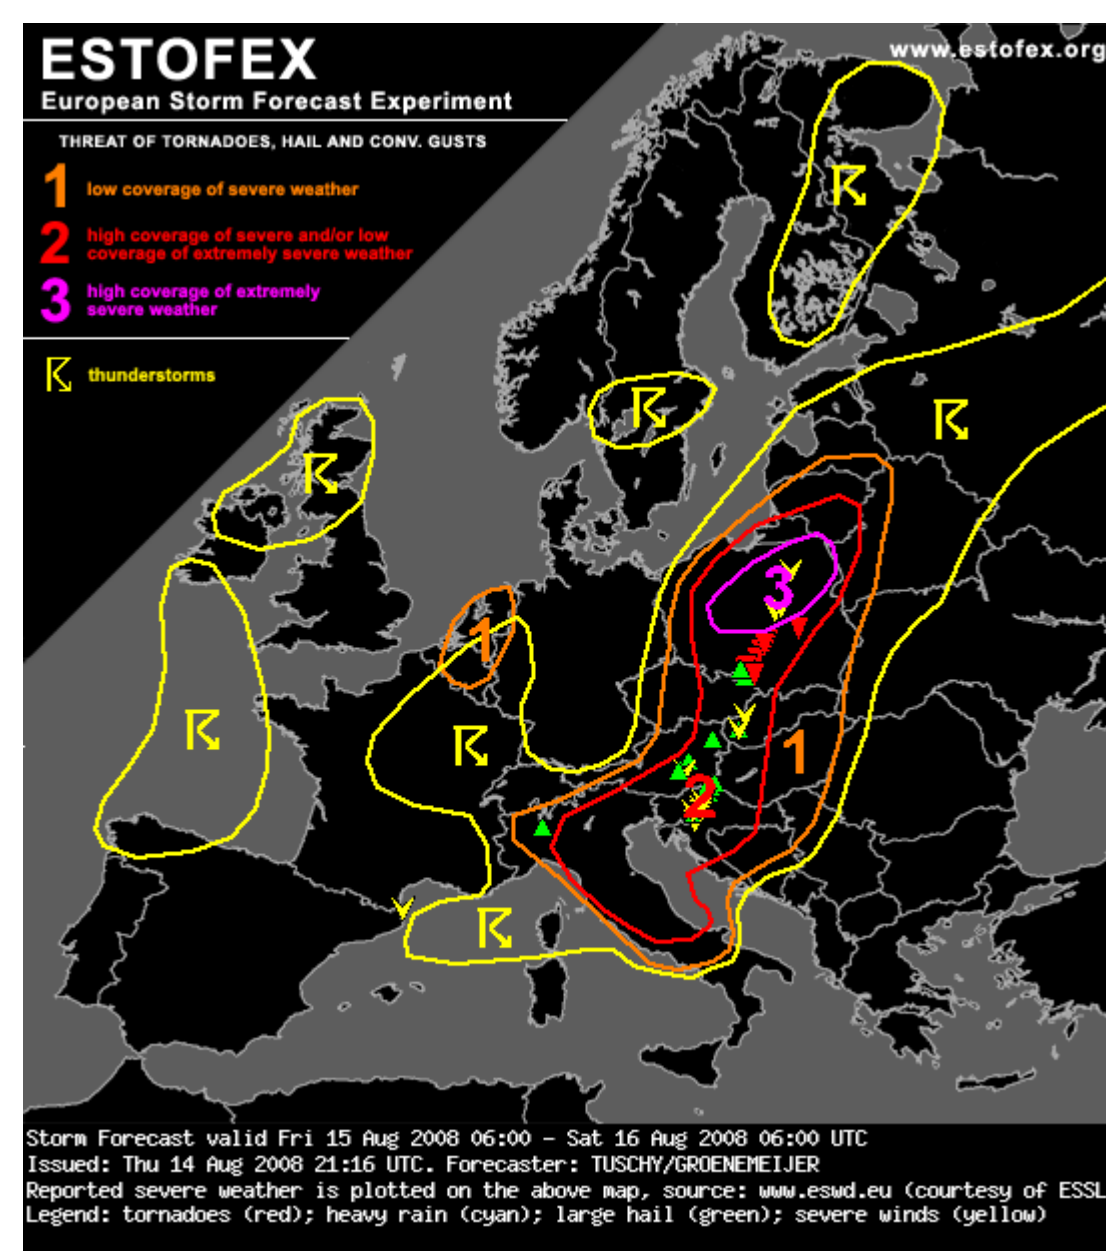 ESTOFEX
www.estofex.org
European Storm Forecast Experiment
THREAT OF TORNADOES, HAIL AND CONV. GUSTS
1 low coverage of severe weather
2 high coverage of severe and/or low
coverage of extremely severe weather
3 high coverage of extremely
severe weather
thunderstorms
3
1
1
2
Storm Forecast valid Fri 15 Aug 2008 06:00 - Sat 16 Aug 2008 06:00 UTC
Issued: Thu 14 Aug 2008 21:16 UTC. Forecaster: TUSCHY/GROENEMEIJER
Reported severe weather is plotted on the above map, source: www.eswd.eu (courtesy of ESSL
Legend: tornadoes (red); heavy rain (cyan); large hail (green); severe winds (yellow)